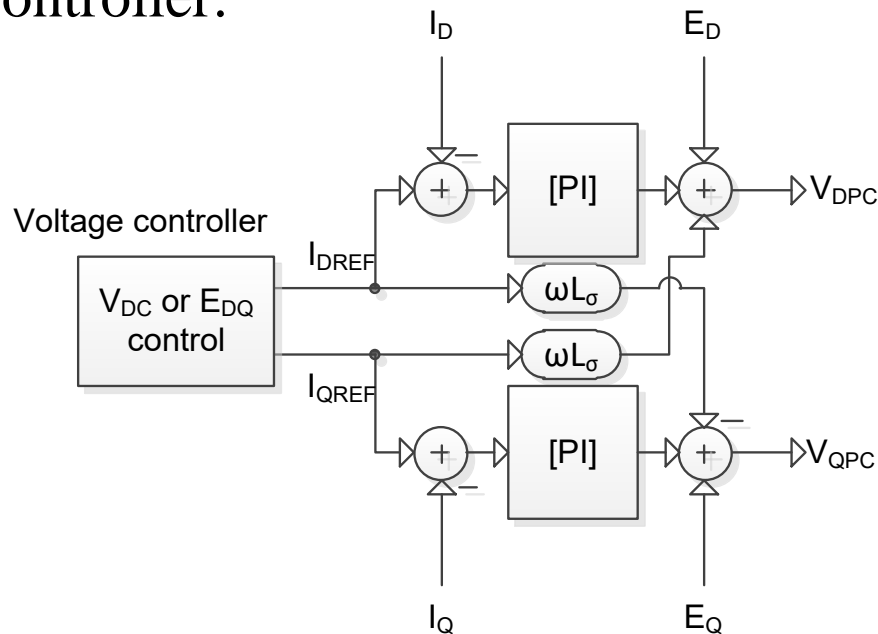 ontroller:
I_D E_D
[PI] V_DPC
Voltage controller
I_DREF
V_DC or E_DQ
control
ωL_σ
ωL_σ
I_QREF
[PI] V_QPC
I_Q E_Q